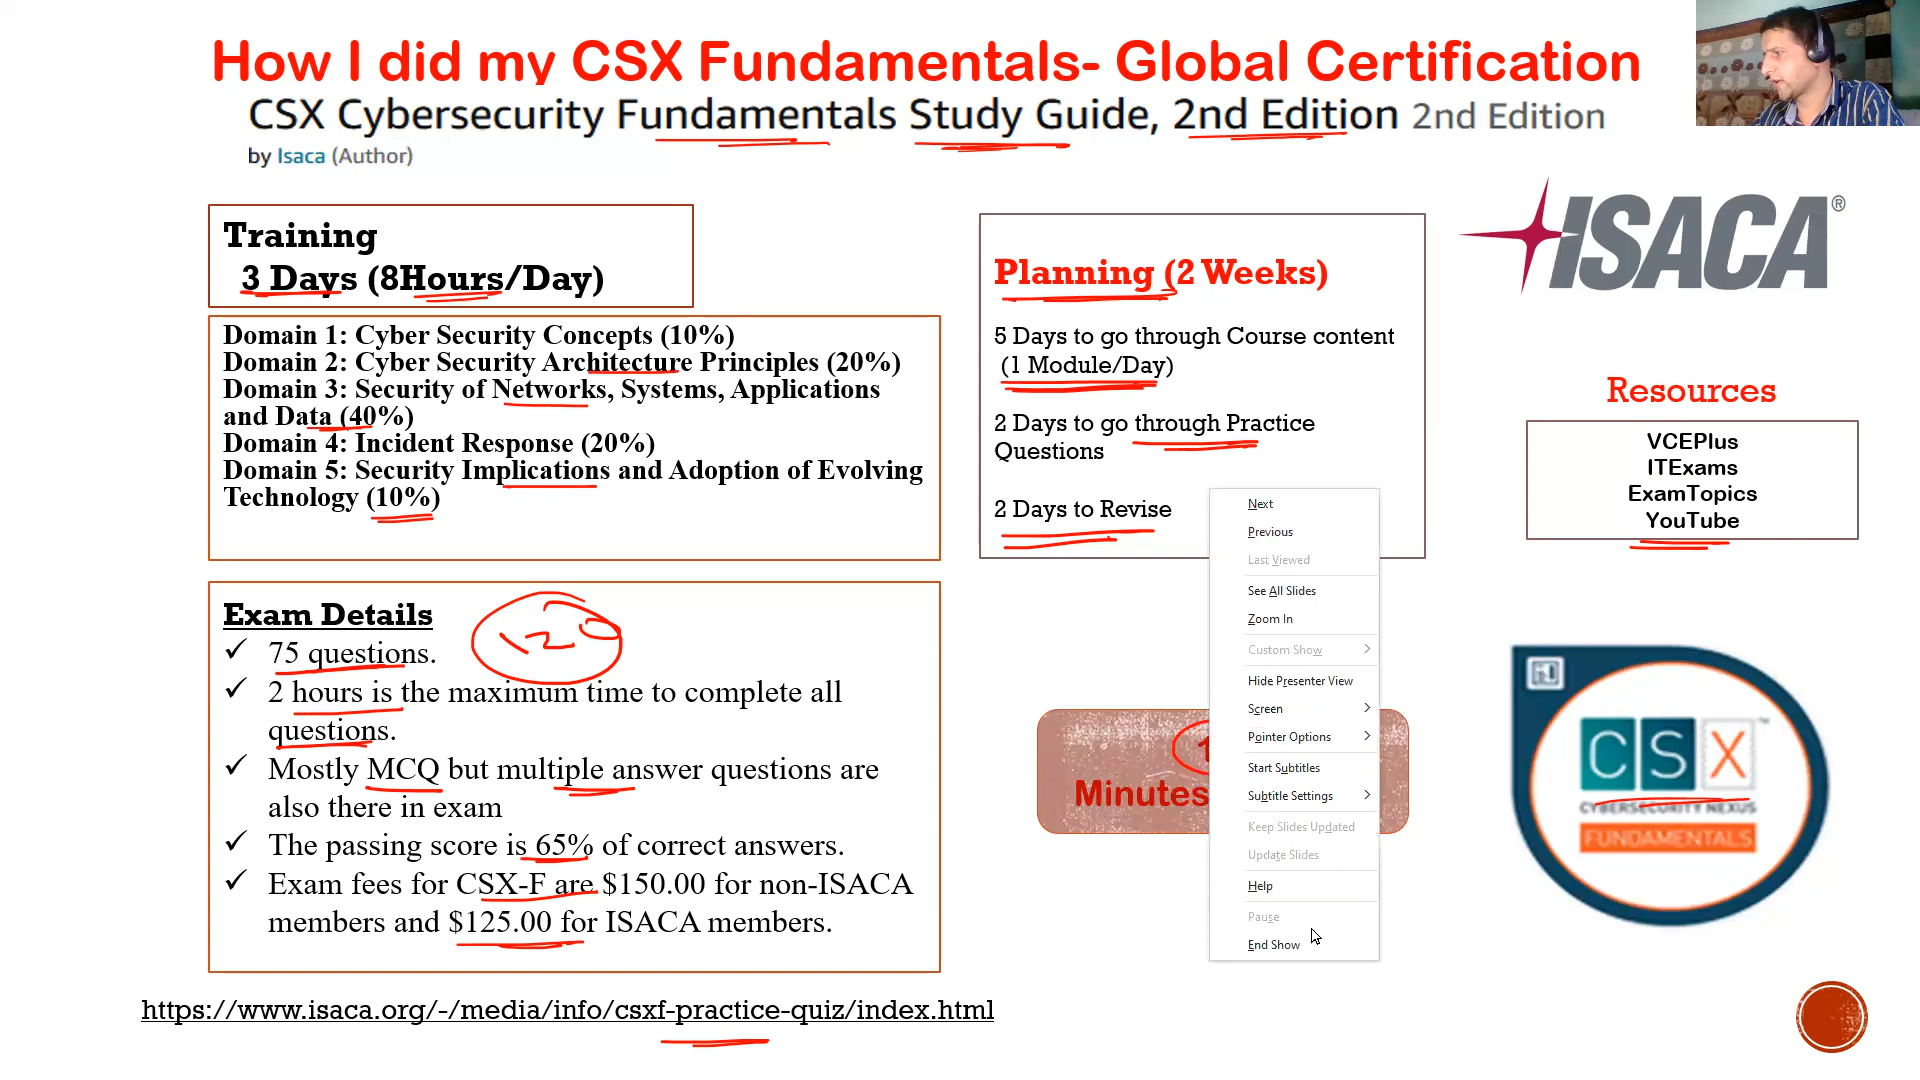 How I did my CSX Fundamentals- Global Certification
CSX Cybersecurity Fundamentals Study Guide, 2nd Edition 2nd Edition
by Isaca (Author)
ISACA®
Training
3 Days (8Hours/Day)
Domain 1: Cyber Security Concepts (10%)
Domain 2: Cyber Security Architecture Principles (20%)
Domain 3: Security of Networks, Systems, Applications
and Data (40%)
Domain 4: Incident Response (20%)
Domain 5: Security Implications and Adoption of Evolving
Technology (10%)
Planning (2 Weeks)
5 Days to go through Course content
(1 Module/Day)
2 Days to go through Practice
Questions
2 Days to Revise
Resources
VCEPlus
ITExams
ExamTopics
YouTube
Exam Details
120
✓ 75 questions.
✓ 2 hours is the maximum time to complete all
questions.
✓ Mostly MCQ but multiple answer questions are
also there in exam
✓ The passing score is 65% of correct answers.
✓ Exam fees for CSX-F are $150.00 for non-ISACA
members and $125.00 for ISACA members.
Minutes
Next
Previous
Last Viewed
See All Slides
Zoom In
Custom Show
Hide Presenter View
Screen
Pointer Options
Start Subtitles
Subtitle Settings
Keep Slides Updated
Update Slides
Help
Pause
End Show
CSX™
CYBERSECURITY NEXUS
FUNDAMENTALS
https://www.isaca.org/-/media/info/csxf-practice-quiz/index.html